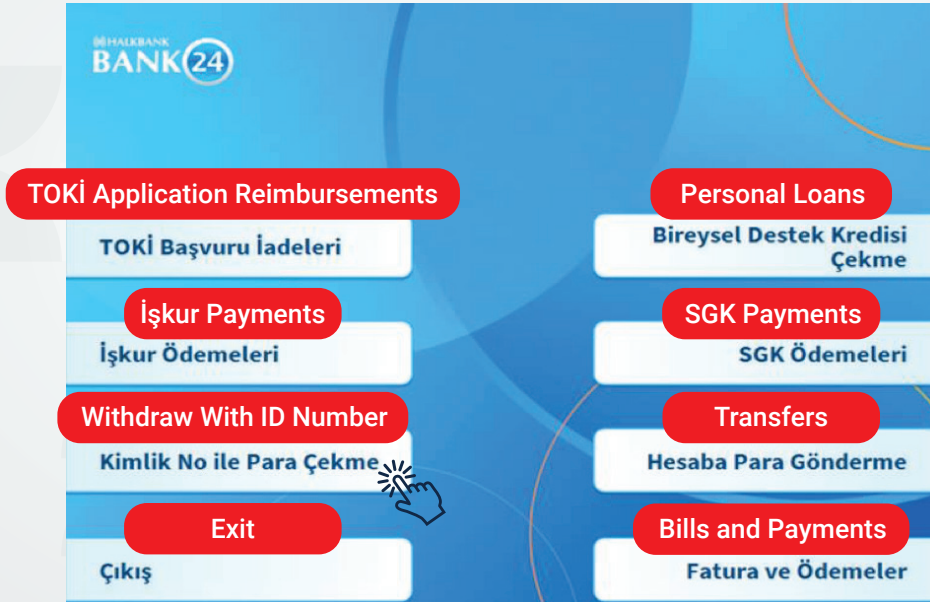 HALKBANK
BANK 24
TOKİ Application Reimbursements
TOKİ Başvuru İadeleri
Personal Loans
Bireysel Destek Kredisi
Çekme
İşkur Payments
İşkur Ödemeleri
SGK Payments
SGK Ödemeleri
Withdraw With ID Number
Kimlik No ile Para Çekme
Transfers
Hesaba Para Gönderme
Exit
Çıkış
Bills and Payments
Fatura ve Ödemeler